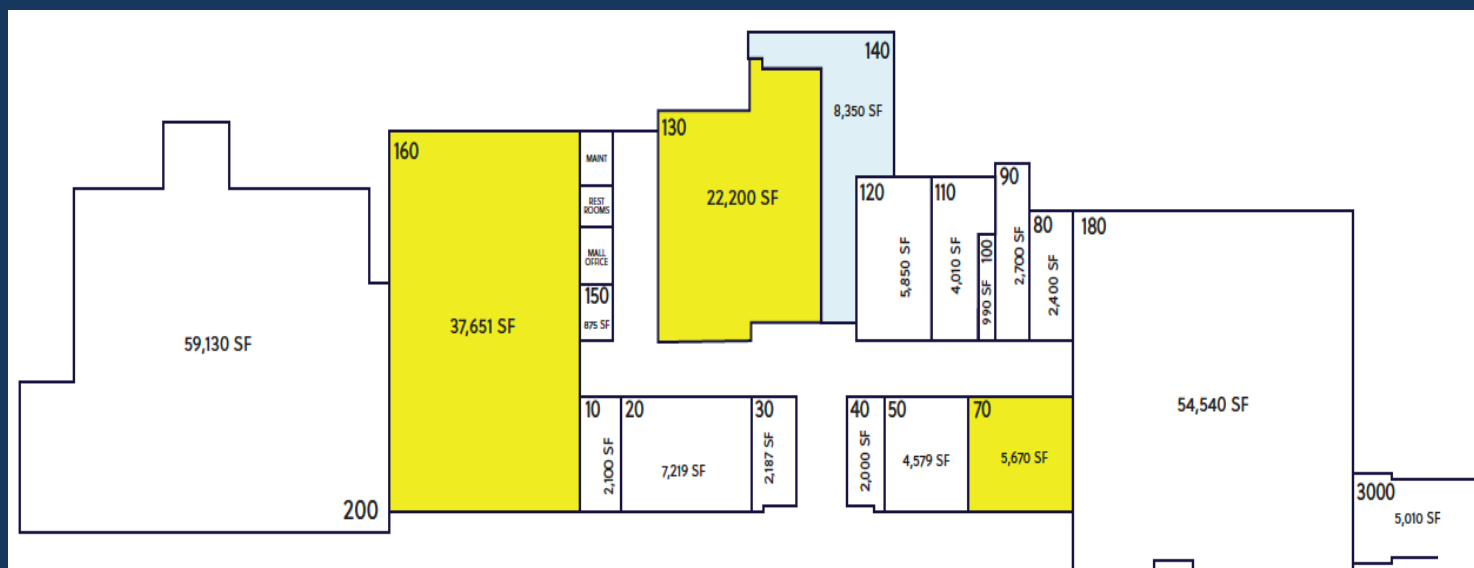 140
8,350 SF
130
22,200 SF
160
37,651 SF
MAINT
REST
ROOMS
MALL
OFFICE
150
875 SF
120
5,850 SF
110
4,010 SF
100
990 SF
90
2,700 SF
80
2,400 SF
180
54,540 SF
59,130 SF
200
10
2,100 SF
20
7,219 SF
30
2,187 SF
40
2,000 SF
50
4,579 SF
70
5,670 SF
3000
5,010 SF